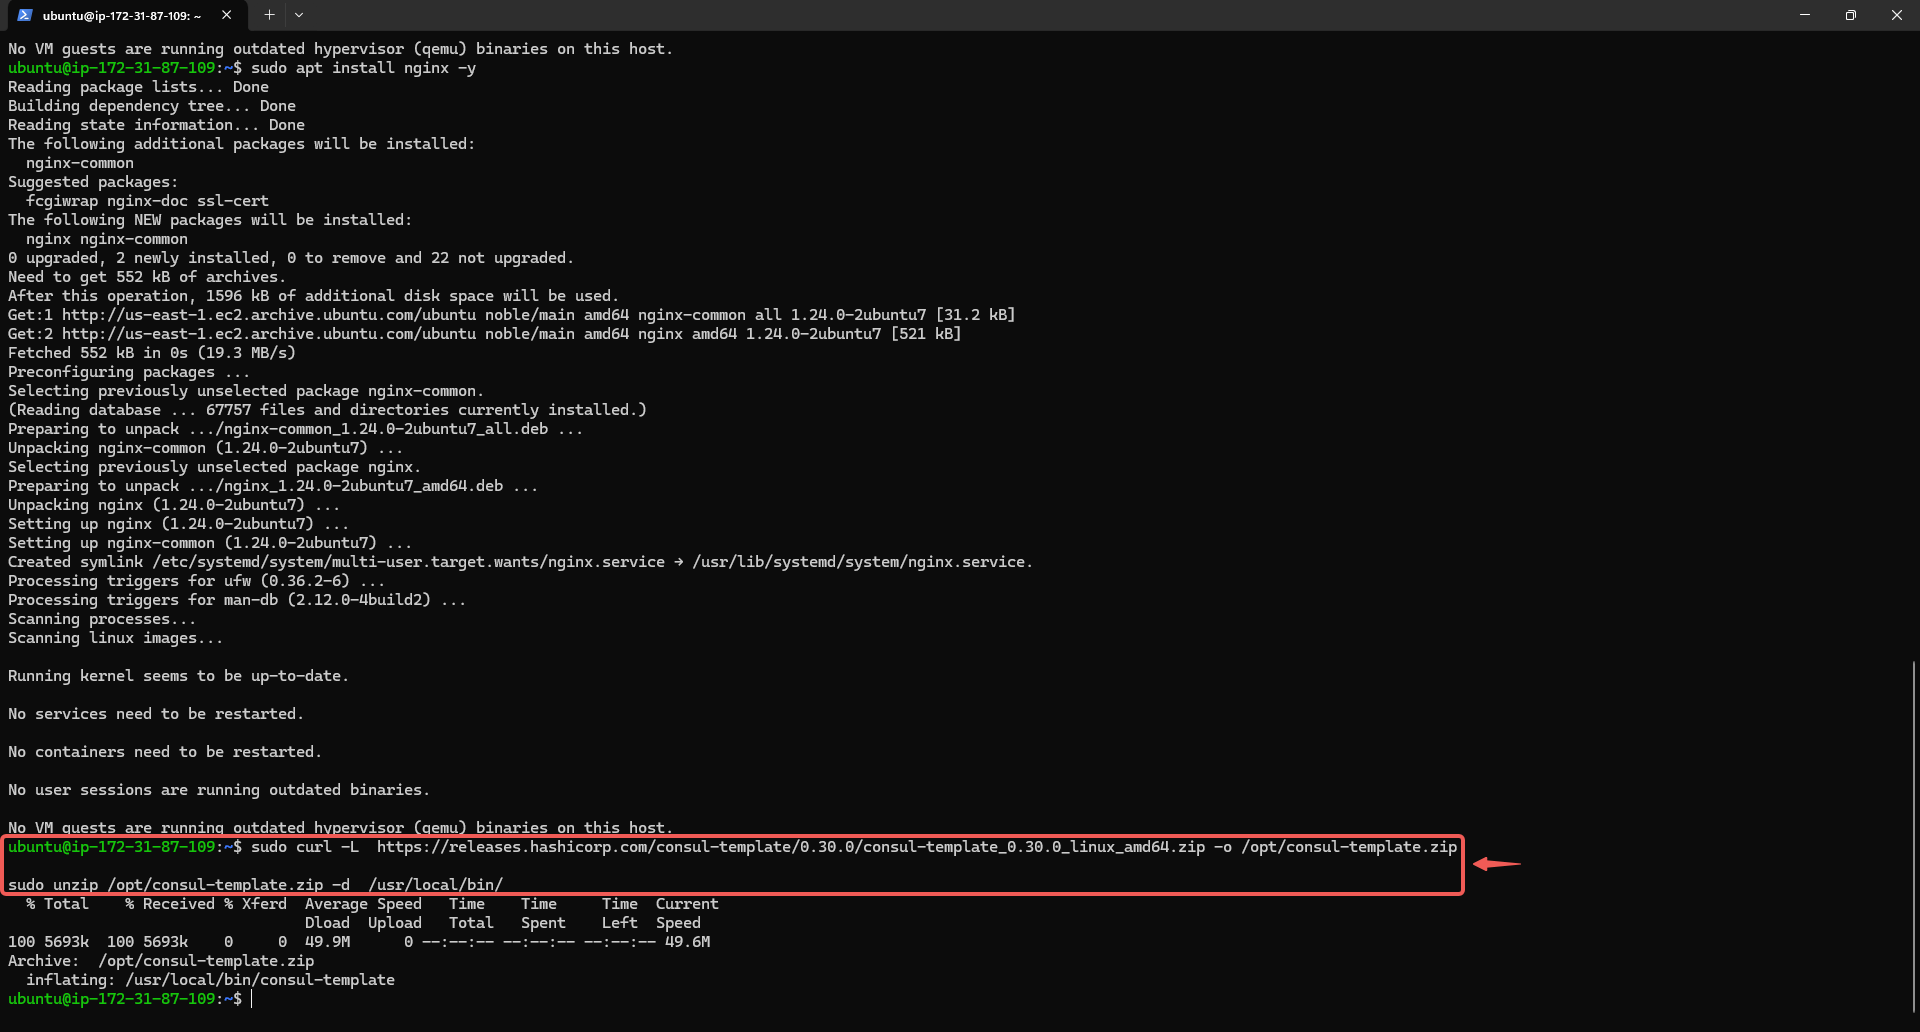 ubuntu@ip-172-31-87-109: ~
No VM guests are running outdated hypervisor (qemu) binaries on this host.
ubuntu@ip-172-31-87-109:~$ sudo apt install nginx -y
Reading package lists... Done
Building dependency tree... Done
Reading state information... Done
The following additional packages will be installed:
  nginx-common
Suggested packages:
  fcgiwrap nginx-doc ssl-cert
The following NEW packages will be installed:
  nginx nginx-common
0 upgraded, 2 newly installed, 0 to remove and 22 not upgraded.
Need to get 552 kB of archives.
After this operation, 1596 kB of additional disk space will be used.
Get:1 http://us-east-1.ec2.archive.ubuntu.com/ubuntu noble/main amd64 nginx-common all 1.24.0-2ubuntu7 [31.2 kB]
Get:2 http://us-east-1.ec2.archive.ubuntu.com/ubuntu noble/main amd64 nginx amd64 1.24.0-2ubuntu7 [521 kB]
Fetched 552 kB in 0s (19.3 MB/s)
Preconfiguring packages ...
Selecting previously unselected package nginx-common.
(Reading database ... 67757 files and directories currently installed.)
Preparing to unpack .../nginx-common_1.24.0-2ubuntu7_all.deb ...
Unpacking nginx-common (1.24.0-2ubuntu7) ...
Selecting previously unselected package nginx.
Preparing to unpack .../nginx_1.24.0-2ubuntu7_amd64.deb ...
Unpacking nginx (1.24.0-2ubuntu7) ...
Setting up nginx (1.24.0-2ubuntu7) ...
Setting up nginx-common (1.24.0-2ubuntu7) ...
Created symlink /etc/systemd/system/multi-user.target.wants/nginx.service → /usr/lib/systemd/system/nginx.service.
Processing triggers for ufw (0.36.2-6) ...
Processing triggers for man-db (2.12.0-4build2) ...
Scanning processes...
Scanning linux images...
Running kernel seems to be up-to-date.
No services need to be restarted.
No containers need to be restarted.
No user sessions are running outdated binaries.
No VM guests are running outdated hypervisor (qemu) binaries on this host.
ubuntu@ip-172-31-87-109:~$ sudo curl -L  https://releases.hashicorp.com/consul-template/0.30.0/consul-template_0.30.0_linux_amd64.zip -o /opt/consul-template.zip
sudo unzip /opt/consul-template.zip -d  /usr/local/bin/
  % Total    % Received % Xferd  Average Speed   Time    Time     Time  Current
                                 Dload  Upload   Total   Spent    Left  Speed
100 5693k  100 5693k    0     0  49.9M      0 --:--:-- --:--:-- --:--:-- 49.6M
Archive:  /opt/consul-template.zip
  inflating: /usr/local/bin/consul-template
ubuntu@ip-172-31-87-109:~$